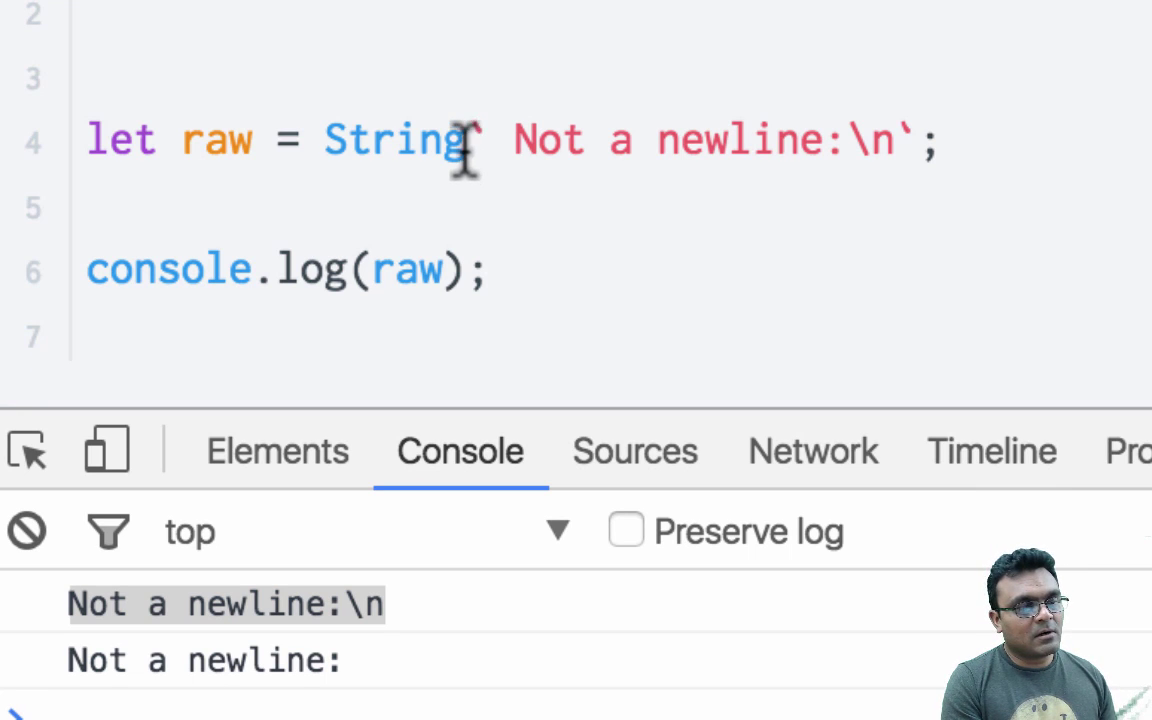 2
3
4 let raw = String` Not a newline:\n`;
5
6 console.log(raw);
7
Elements Console Sources Network Timeline Pro
top Preserve log
Not a newline:\n
Not a newline: